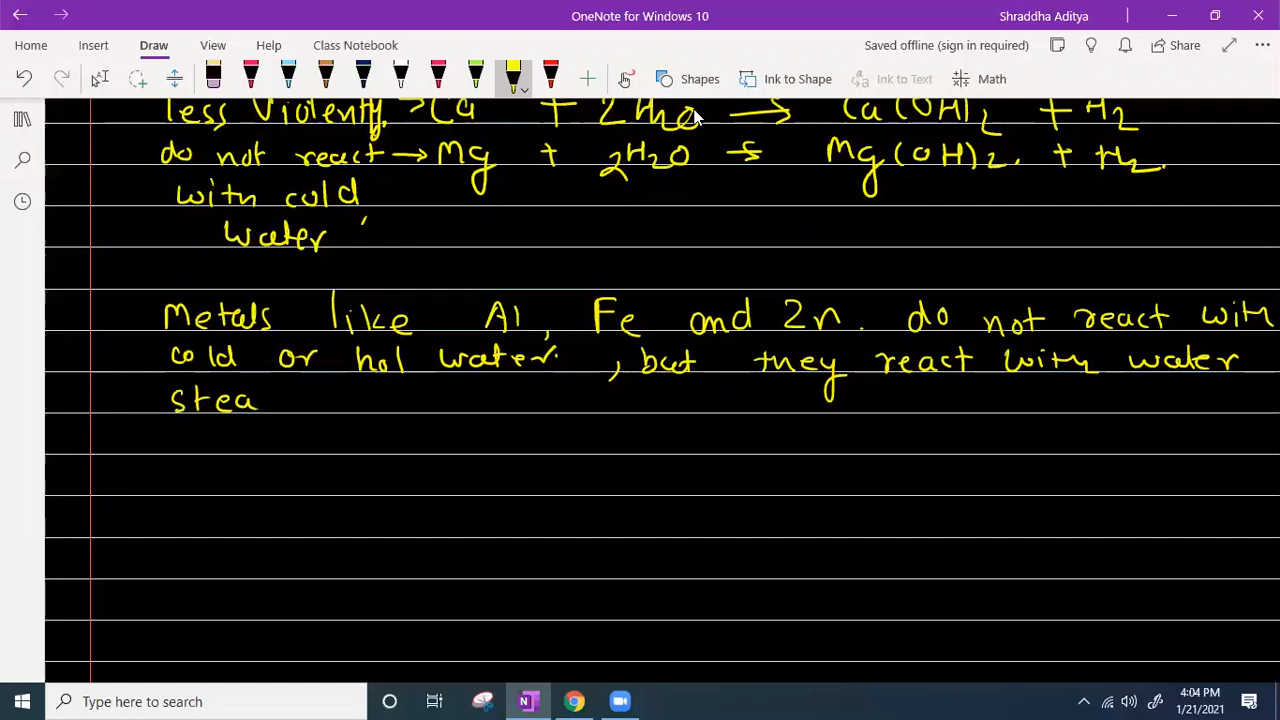 OneNote for Windows 10
Shraddha Aditya
Home Insert Draw View Help Class Notebook
Saved offline (sign in required) Share
Shapes Ink to Shape Ink to Text Math
less Violently → Ca + 2H2O → Ca(OH)2 + H2
do not react → Mg + 2H2O → Mg(OH)2. + H2.
with cold
water
Metals like Al, Fe and Zn. do not react with
cold or hot water. , but they react with water
stea
Type here to search
4:04 PM
1/21/2021